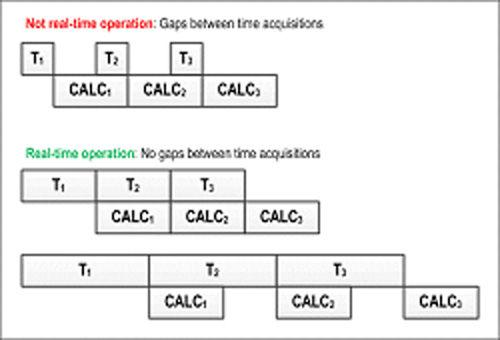 Not real-time operation: Gaps between time acquisitions
T1 T2 T3
CALC1 CALC2 CALC3
Real-time operation: No gaps between time acquisitions
T1 T2 T3
CALC1 CALC2 CALC3
T1 T2 T3
CALC1 CALC2 CALC3